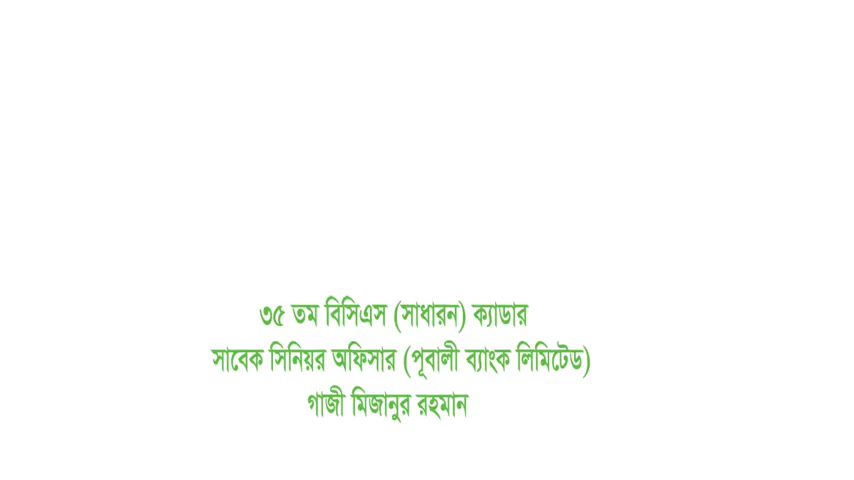 ৩৫ তম বিসিএস (সাধারন) ক্যাডার
সাবেক সিনিয়র অফিসার (পূবালী ব্যাংক লিমিটেড)
গাজী মিজানুর রহমান